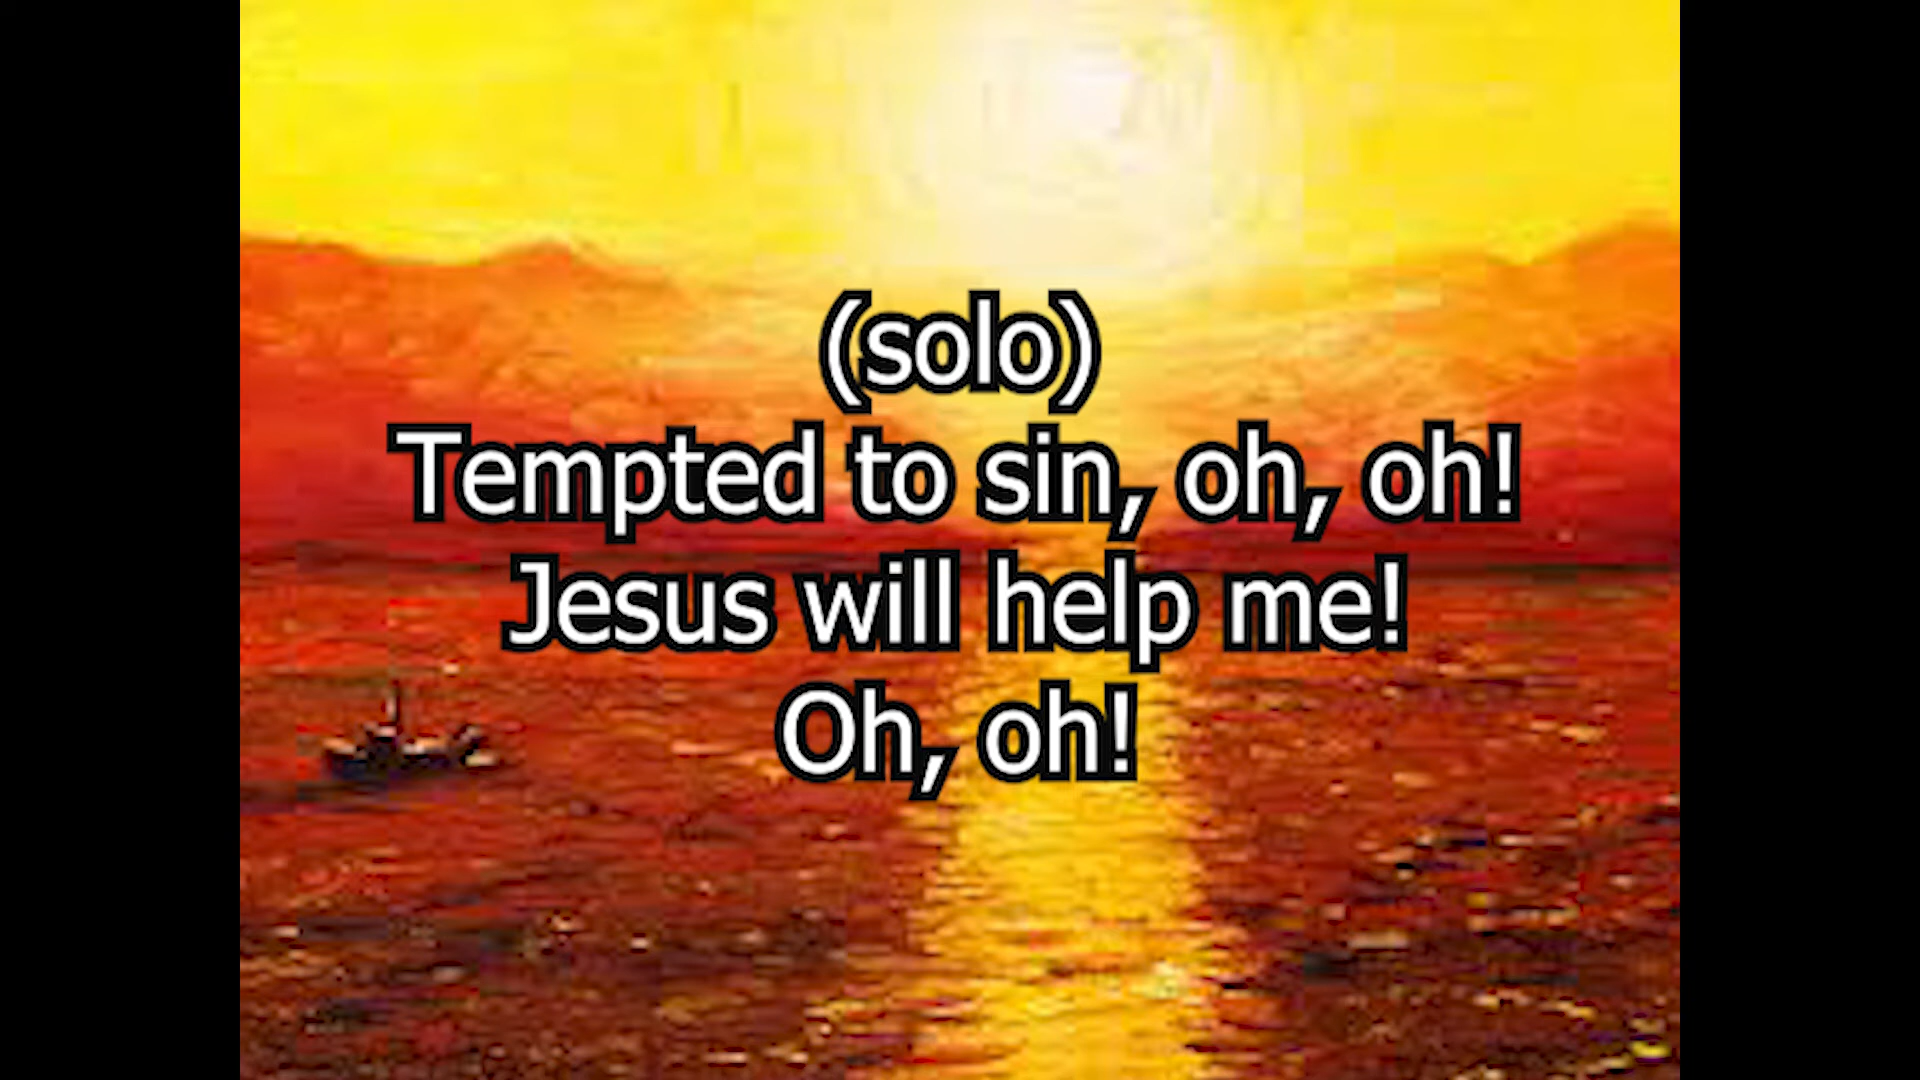 (solo)
Tempted to sin, oh, oh!
Jesus will help me!
Oh, oh!